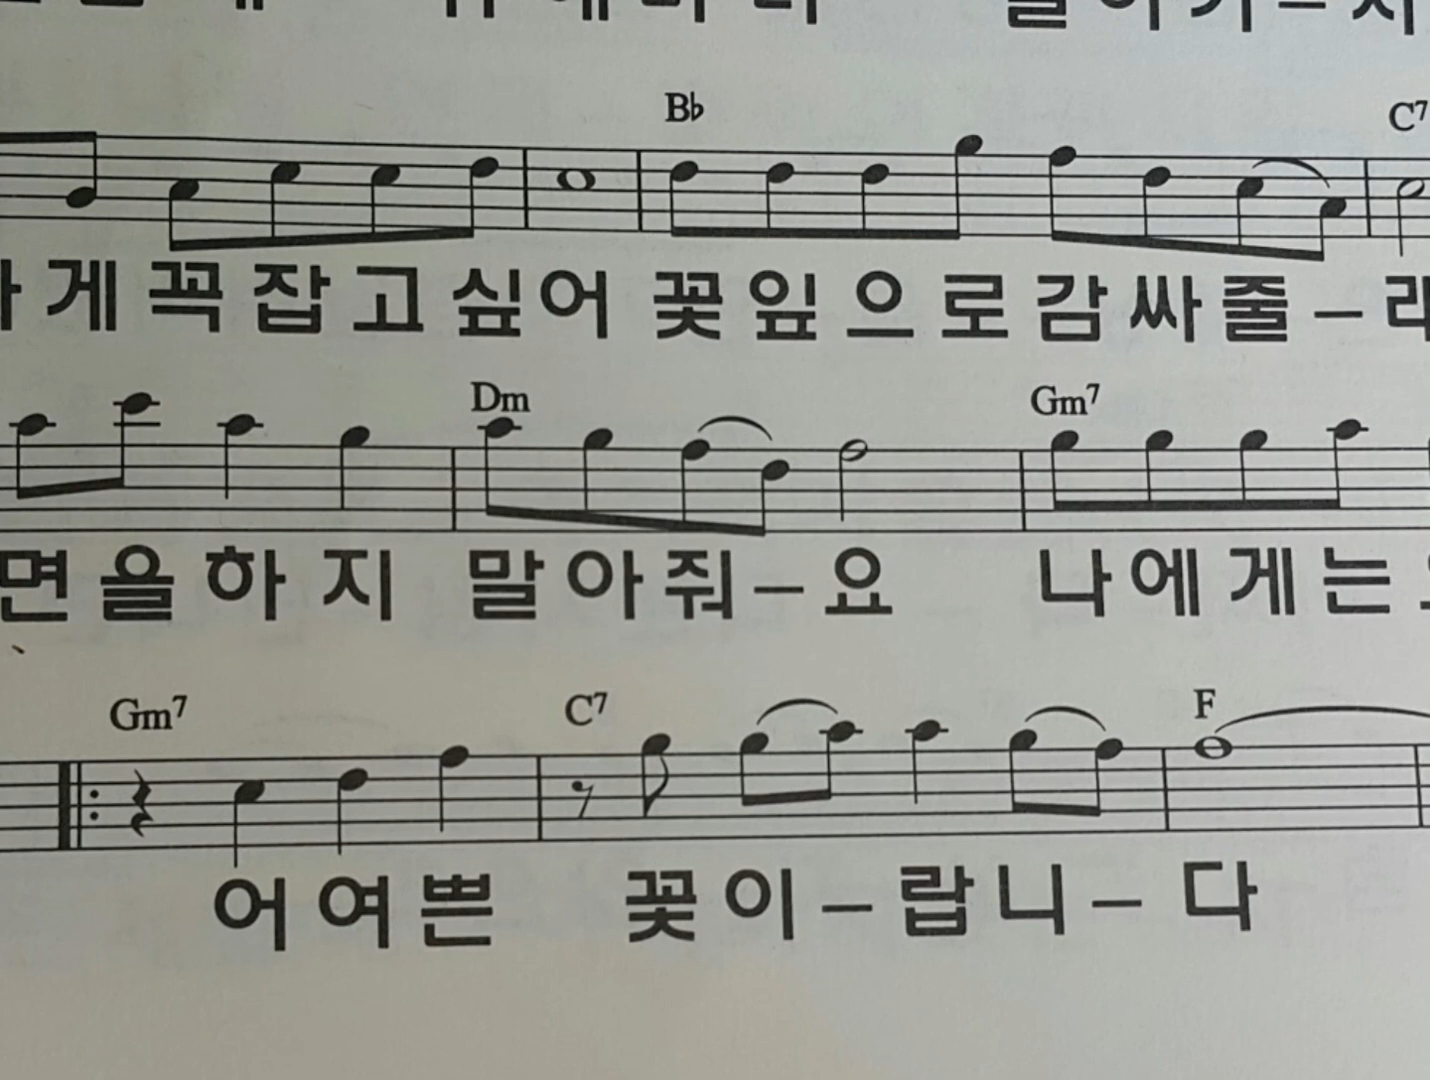 B♭ C7
게 꼭 잡 고 싶 어 꽃 잎 으 로 감 싸 줄 –
Dm Gm7
면 을 하 지 말 아 줘 – 요 나 에 게 는
Gm7 C7 F
어 여 쁜 꽃 이 – 랍 니 – 다